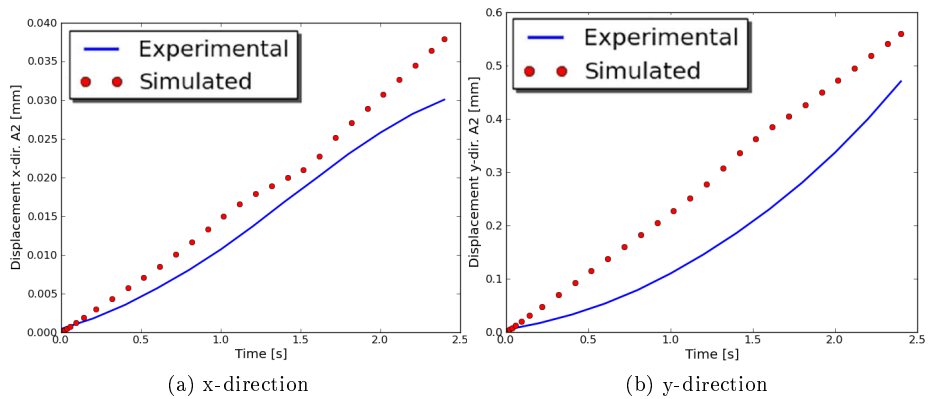 0.040
0.035
0.030
0.025
0.020
0.015
0.010
0.005
0.000
Displacement x-dir. A2 [mm]
Experimental
Simulated
0.0 0.5 1.0 1.5 2.0 2.5
Time [s]
(a) x-direction
0.6
0.5
0.4
0.3
0.2
0.1
0.0
Displacement y-dir. A2 [mm]
Experimental
Simulated
0.0 0.5 1.0 1.5 2.0 2.5
Time [s]
(b) y-direction